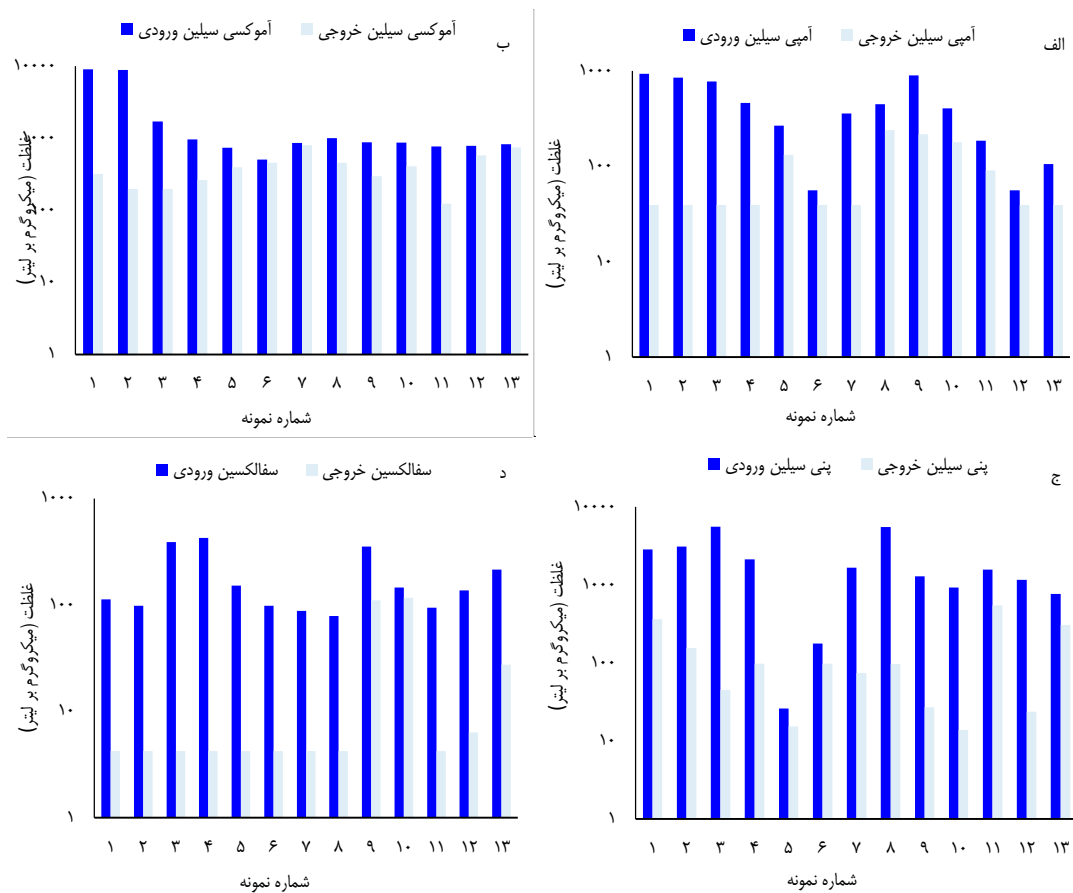 الف
آمپی سیلین ورودی آمپی سیلین خروجی
۱۰۰۰
۱۰۰
۱۰
۱
غلظت (میکروگرم بر لیتر)
۱ ۲ ۳ ۴ ۵ ۶ ۷ ۸ ۹ ۱۰ ۱۱ ۱۲ ۱۳
شماره نمونه
ب
آموکسی سیلین ورودی آموکسی سیلین خروجی
۱۰۰۰۰
۱۰۰۰
۱۰۰
۱۰
۱
غلظت (میکروگرم بر لیتر)
۱ ۲ ۳ ۴ ۵ ۶ ۷ ۸ ۹ ۱۰ ۱۱ ۱۲ ۱۳
شماره نمونه
ج
پنی سیلین ورودی پنی سیلین خروجی
۱۰۰۰۰
۱۰۰۰
۱۰۰
۱۰
۱
غلظت (میکروگرم بر لیتر)
۱ ۲ ۳ ۴ ۵ ۶ ۷ ۸ ۹ ۱۰ ۱۱ ۱۲ ۱۳
شماره نمونه
د
سفالکسین ورودی سفالکسین خروجی
۱۰۰۰
۱۰۰
۱۰
۱
غلظت (میکروگرم بر لیتر)
۱ ۲ ۳ ۴ ۵ ۶ ۷ ۸ ۹ ۱۰ ۱۱ ۱۲ ۱۳
شماره نمونه